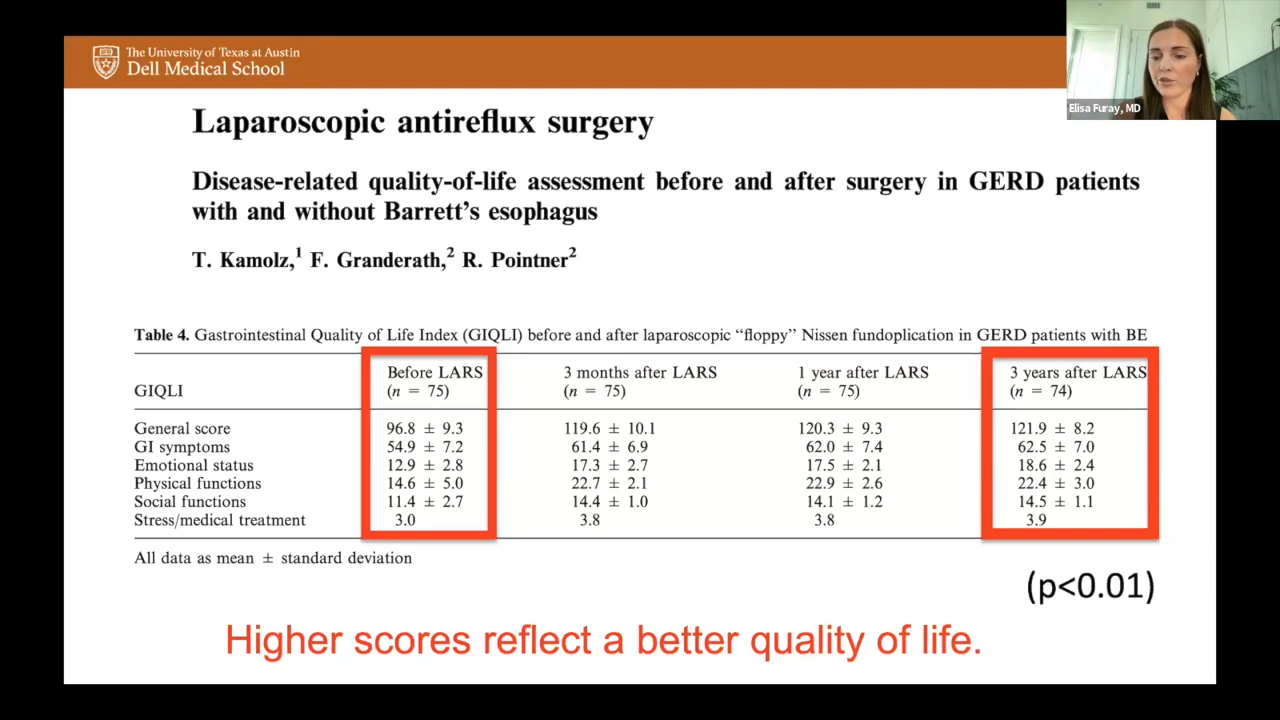 The University of Texas at Austin
Dell Medical School
Elisa Furay, MD
Laparoscopic antireflux surgery
Disease-related quality-of-life assessment before and after surgery in GERD patients
with and without Barrett's esophagus
T. Kamolz,1 F. Granderath,2 R. Pointner2
Table 4. Gastrointestinal Quality of Life Index (GIQLI) before and after laparoscopic “floppy” Nissen fundoplication in GERD patients with BE
Before LARS 3 months after LARS 1 year after LARS 3 years after LARS
GIQLI (n = 75) (n = 75) (n = 75) (n = 74)
General score 96.8 ± 9.3 119.6 ± 10.1 120.3 ± 9.3 121.9 ± 8.2
GI symptoms 54.9 ± 7.2 61.4 ± 6.9 62.0 ± 7.4 62.5 ± 7.0
Emotional status 12.9 ± 2.8 17.3 ± 2.7 17.5 ± 2.1 18.6 ± 2.4
Physical functions 14.6 ± 5.0 22.7 ± 2.1 22.9 ± 2.6 22.4 ± 3.0
Social functions 11.4 ± 2.7 14.4 ± 1.0 14.1 ± 1.2 14.5 ± 1.1
Stress/medical treatment 3.0 3.8 3.8 3.9
All data as mean ± standard deviation
(p<0.01)
Higher scores reflect a better quality of life.